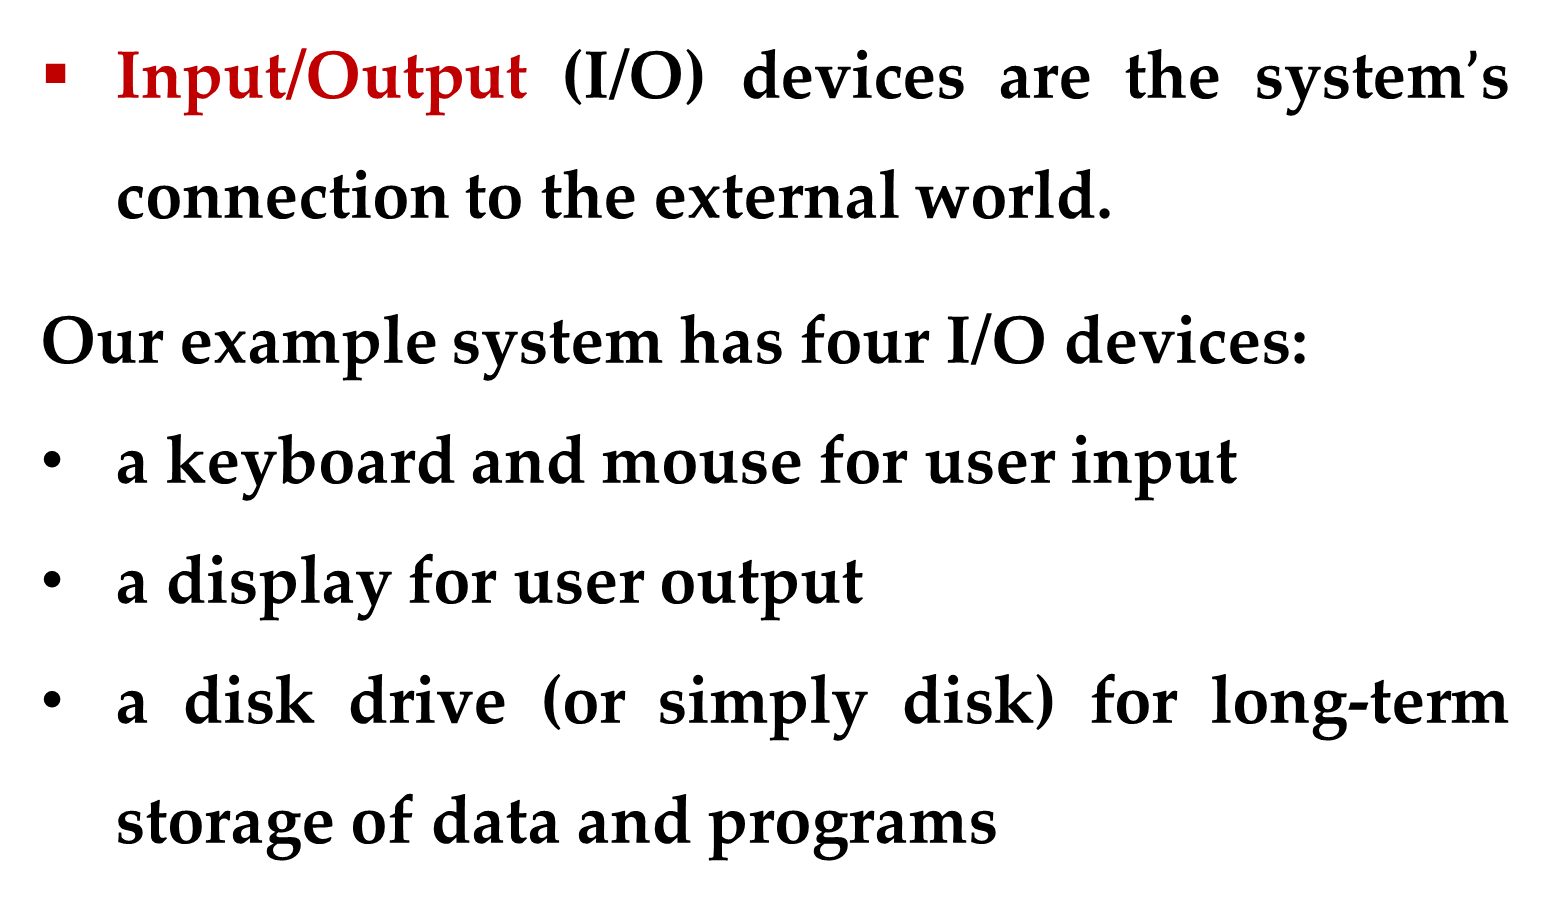 ▪ Input/Output (I/O) devices are the system’s
connection to the external world.
Our example system has four I/O devices:
• a keyboard and mouse for user input
• a display for user output
• a disk drive (or simply disk) for long-term
storage of data and programs